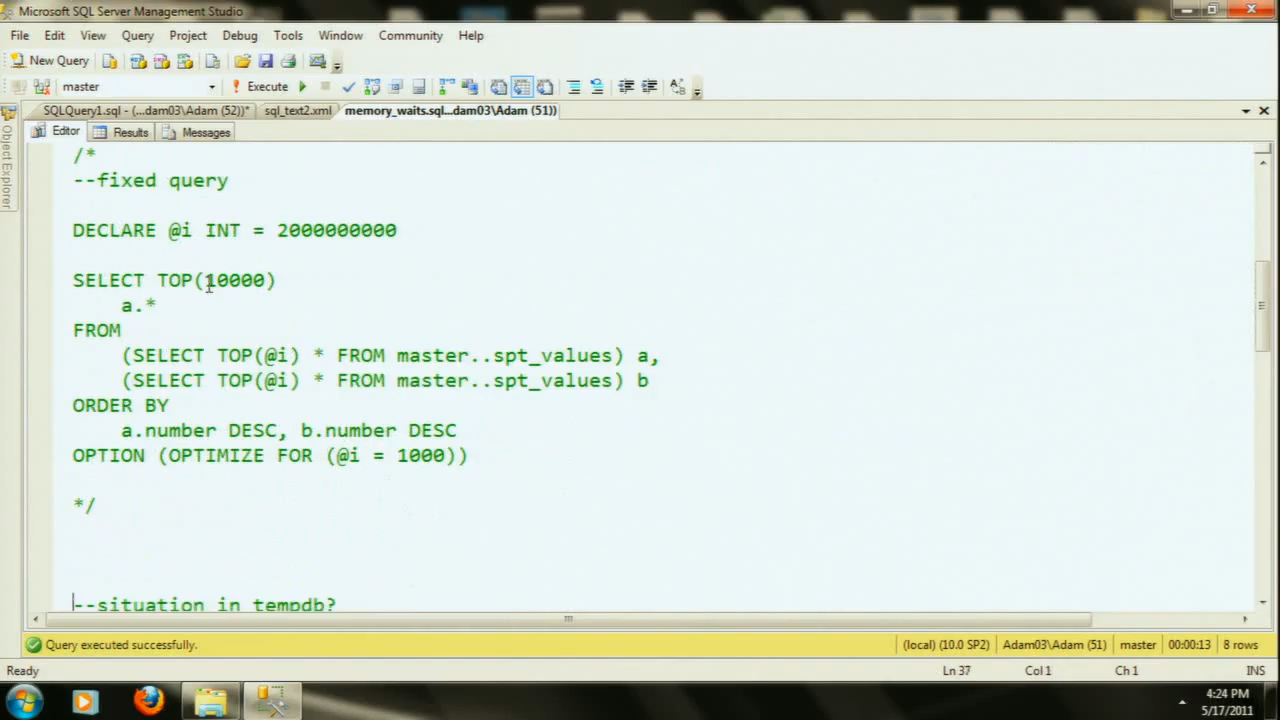 Microsoft SQL Server Management Studio
File Edit View Query Project Debug Tools Window Community Help
New Query
master Execute
SQLQuery1.sql - (...dam03\Adam (52))* sql_text2.xml memory_waits.sql...dam03\Adam (51))
Editor Results Messages
Object Explorer
/*
--fixed query
DECLARE @i INT = 2000000000
SELECT TOP(10000)
a.*
FROM
(SELECT TOP(@i) * FROM master..spt_values) a,
(SELECT TOP(@i) * FROM master..spt_values) b
ORDER BY
a.number DESC, b.number DESC
OPTION (OPTIMIZE FOR (@i = 1000))
*/
--situation in tempdb?
Query executed successfully. (local) (10.0 SP2) Adam03\Adam (51) master 00:00:13 8 rows
Ready Ln 37 Col 1 Ch 1 INS
4:24 PM
5/17/2011